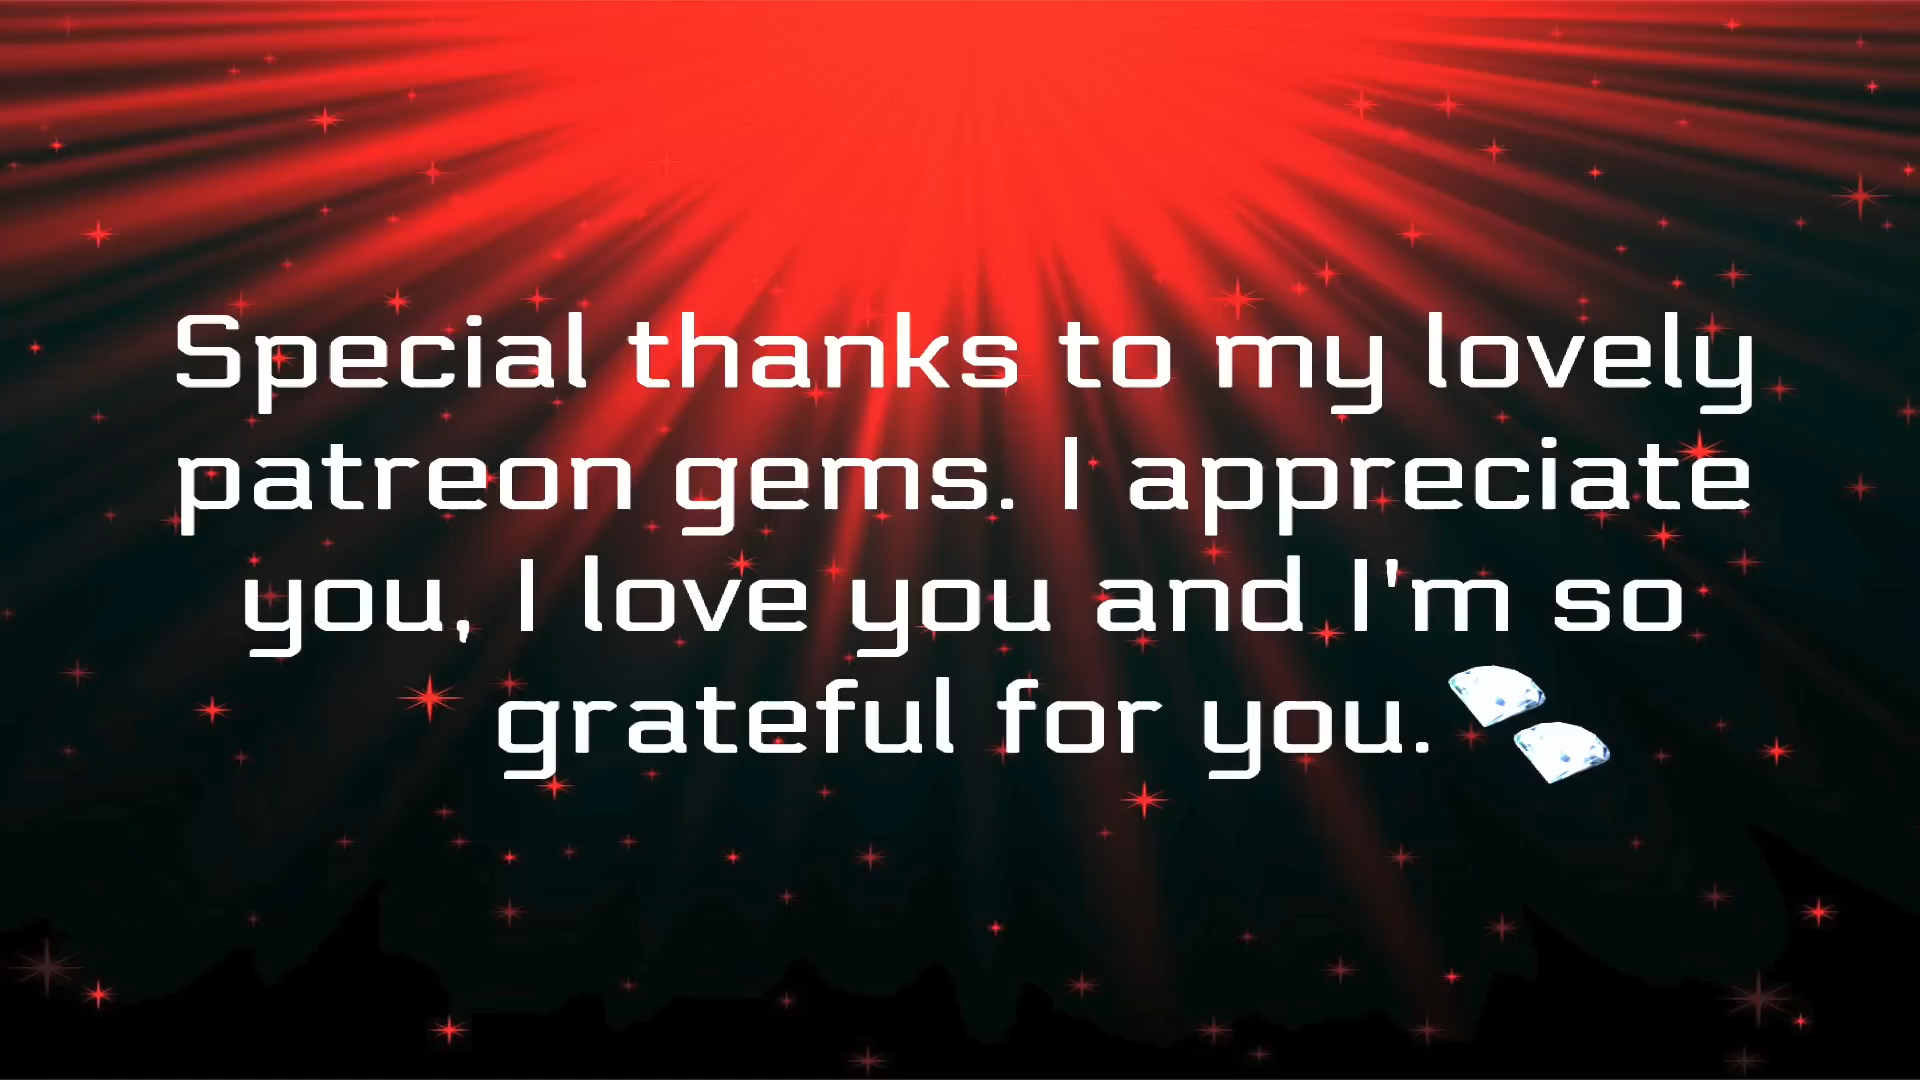 Special thanks to my lovely
patreon gems. I appreciate
you, I love you and I'm so
grateful for you.